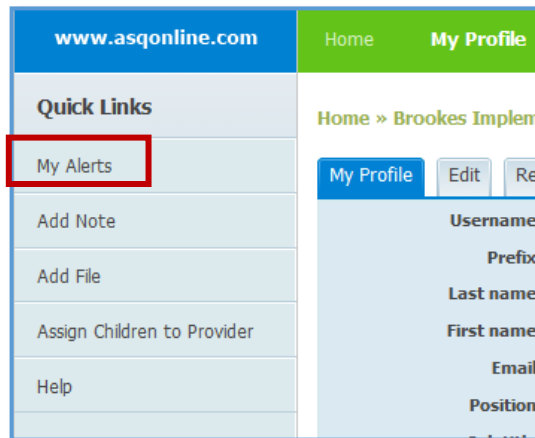 www.asqonline.com
Home My Profile
Quick Links
My Alerts
Add Note
Add File
Assign Children to Provider
Help
Home » Brookes Implem
My Profile Edit Re
Username
Prefix
Last name
First name
Email
Position